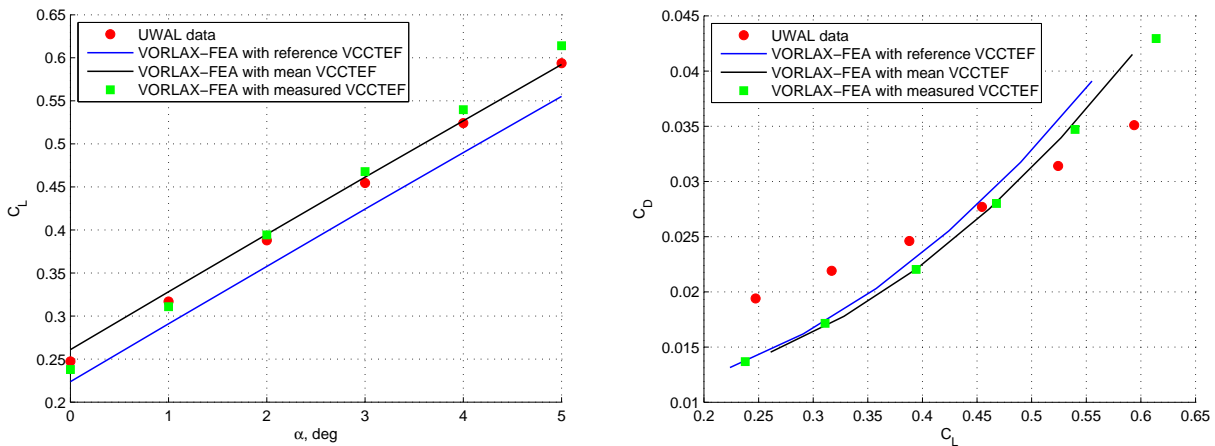 UWAL data
VORLAX−FEA with reference VCCTEF
VORLAX−FEA with mean VCCTEF
VORLAX−FEA with measured VCCTEF
0.65
0.6
0.55
0.5
0.45
0.4
0.35
0.3
0.25
0.2
C_L
0 1 2 3 4 5
α, deg
UWAL data
VORLAX−FEA with reference VCCTEF
VORLAX−FEA with mean VCCTEF
VORLAX−FEA with measured VCCTEF
0.045
0.04
0.035
0.03
0.025
0.02
0.015
0.01
C_D
0.2 0.25 0.3 0.35 0.4 0.45 0.5 0.55 0.6 0.65
C_L